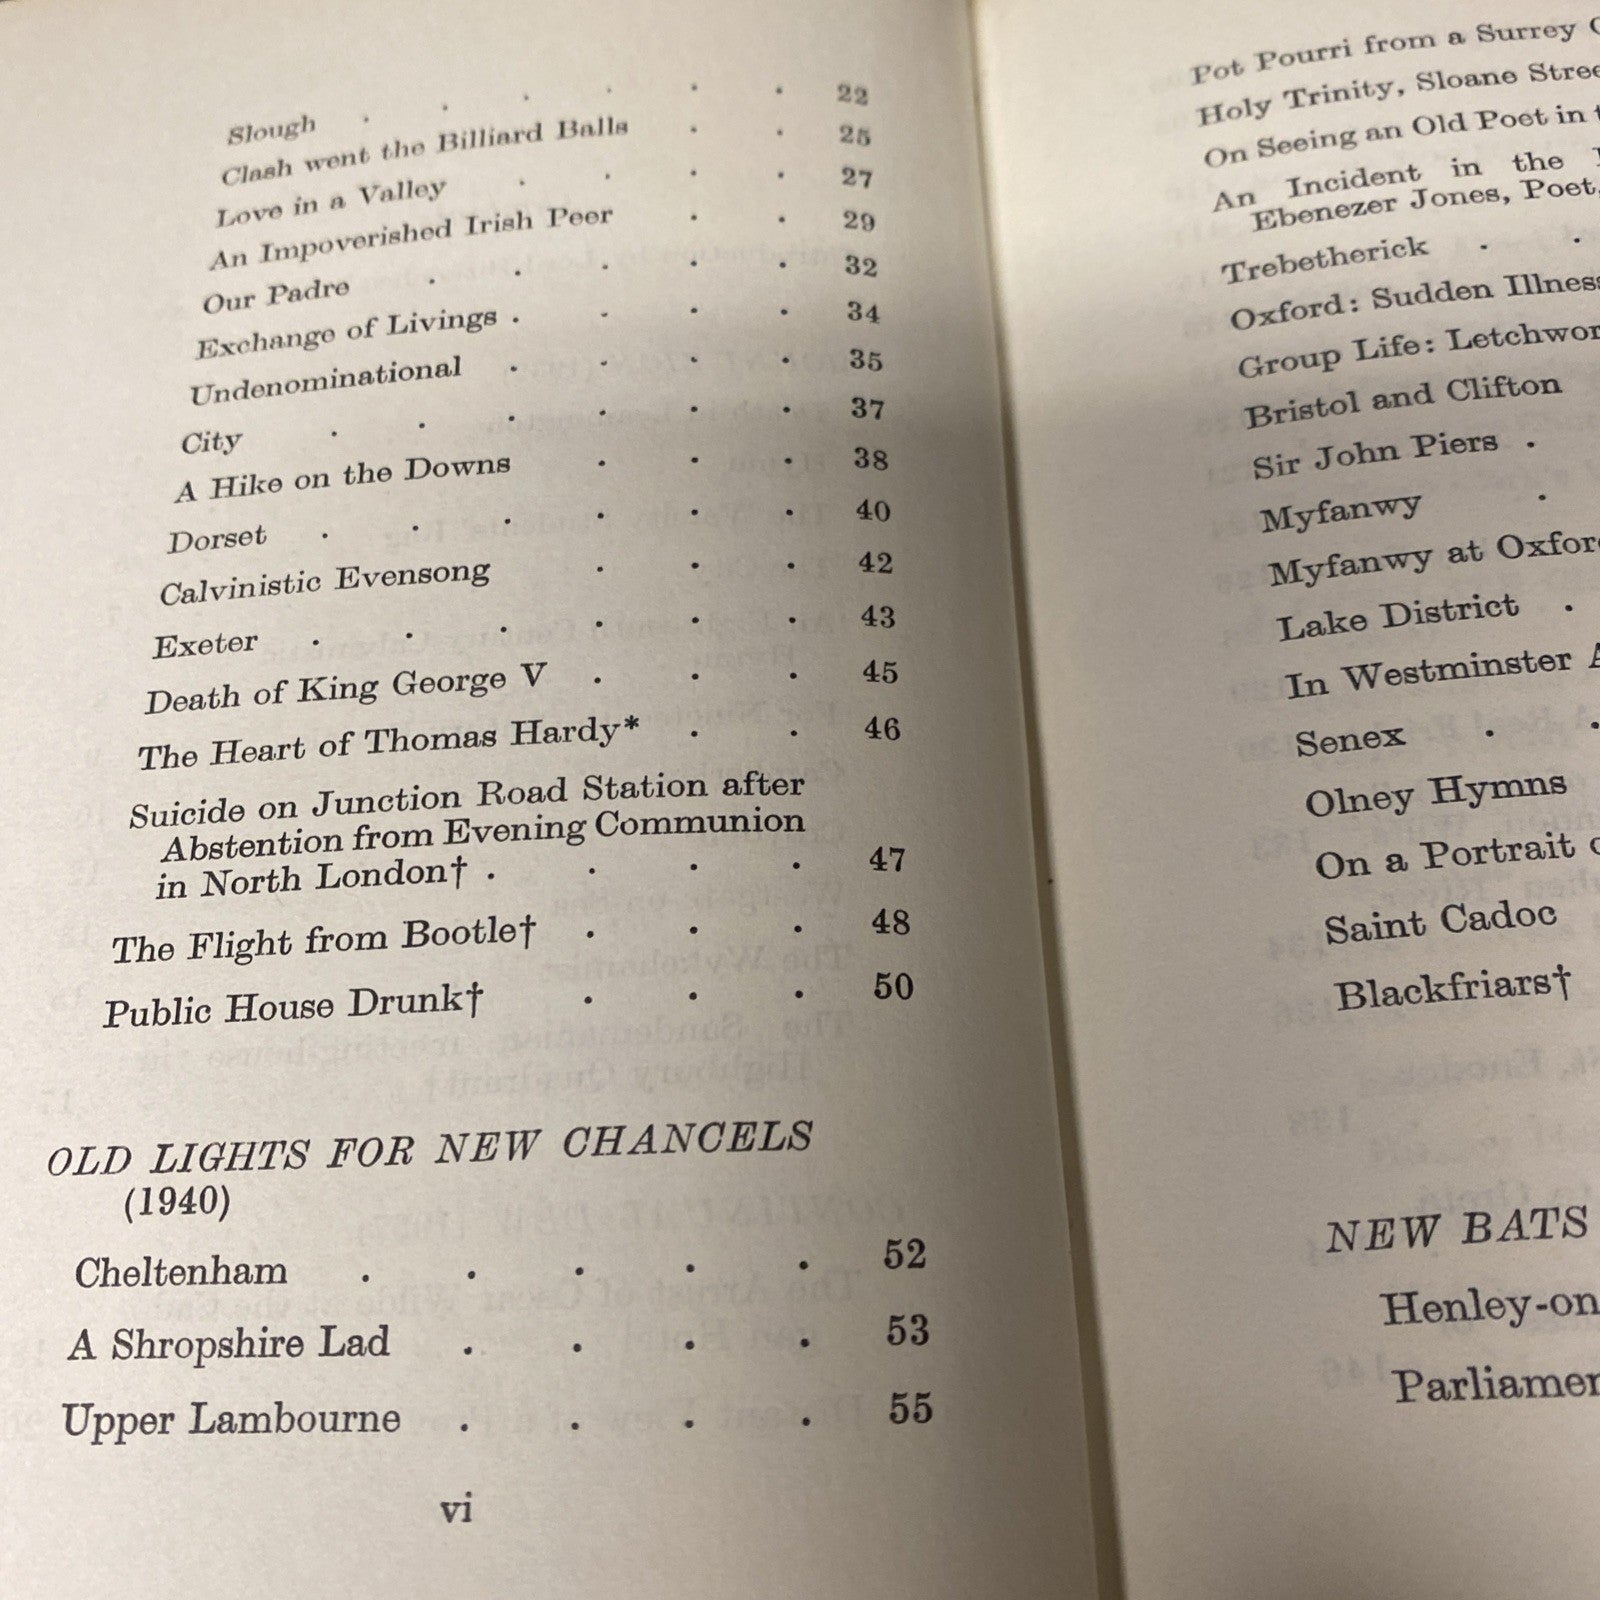 Slough . . . . . . 22
Clash went the Billiard Balls . . 25
Love in a Valley . . . . 27
An Impoverished Irish Peer . . 29
Our Padre . . . . . 32
Exchange of Livings . . . . 34
Undenominational . . . . 35
City . . . . . . 37
A Hike on the Downs . . . 38
Dorset . . . . . . 40
Calvinistic Evensong . . . 42
Exeter . . . . . . 43
Death of King George V . . . 45
The Heart of Thomas Hardy* . . 46
Suicide on Junction Road Station after
Abstention from Evening Communion
in North London† . . . . 47
The Flight from Bootle† . . . 48
Public House Drunk† . . . 50
OLD LIGHTS FOR NEW CHANCELS
(1940)
Cheltenham . . . . . 52
A Shropshire Lad . . . . 53
Upper Lambourne . . . . 55
vi
Pot Pourri from a Surrey
Holy Trinity, Sloane
On Seeing an Old Poet in
An Incident in the
Ebenezer Jones, Poet,
Trebetherick . .
Oxford: Sudden
Group Life:
Bristol and Clifton
Sir John Piers .
Myfanwy .
Myfanwy at
Lake District .
In Westminster
Senex . .
Olney Hymns
On a Portrait
Saint Cadoc
Blackfriars†
NEW BATS